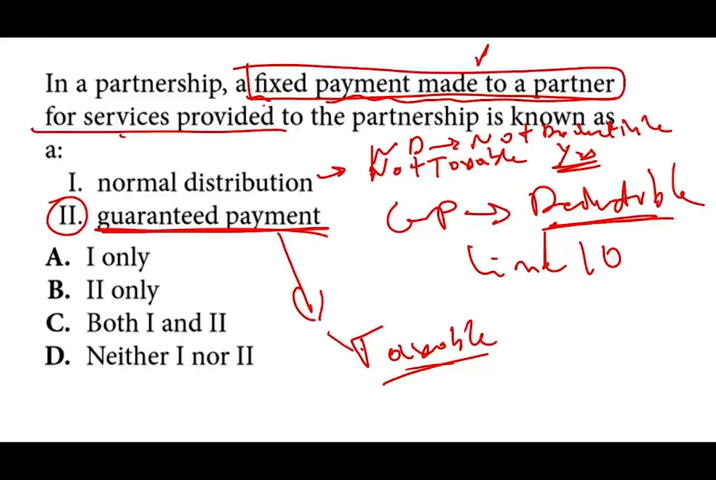 In a partnership, a fixed payment made to a partner
for services provided to the partnership is known as
a:
N D → Not Deductible
Not Taxable Yes
I. normal distribution
II. guaranteed payment
GP → Deductible
A. I only
Line 10
B. II only
C. Both I and II
Taxable
D. Neither I nor II